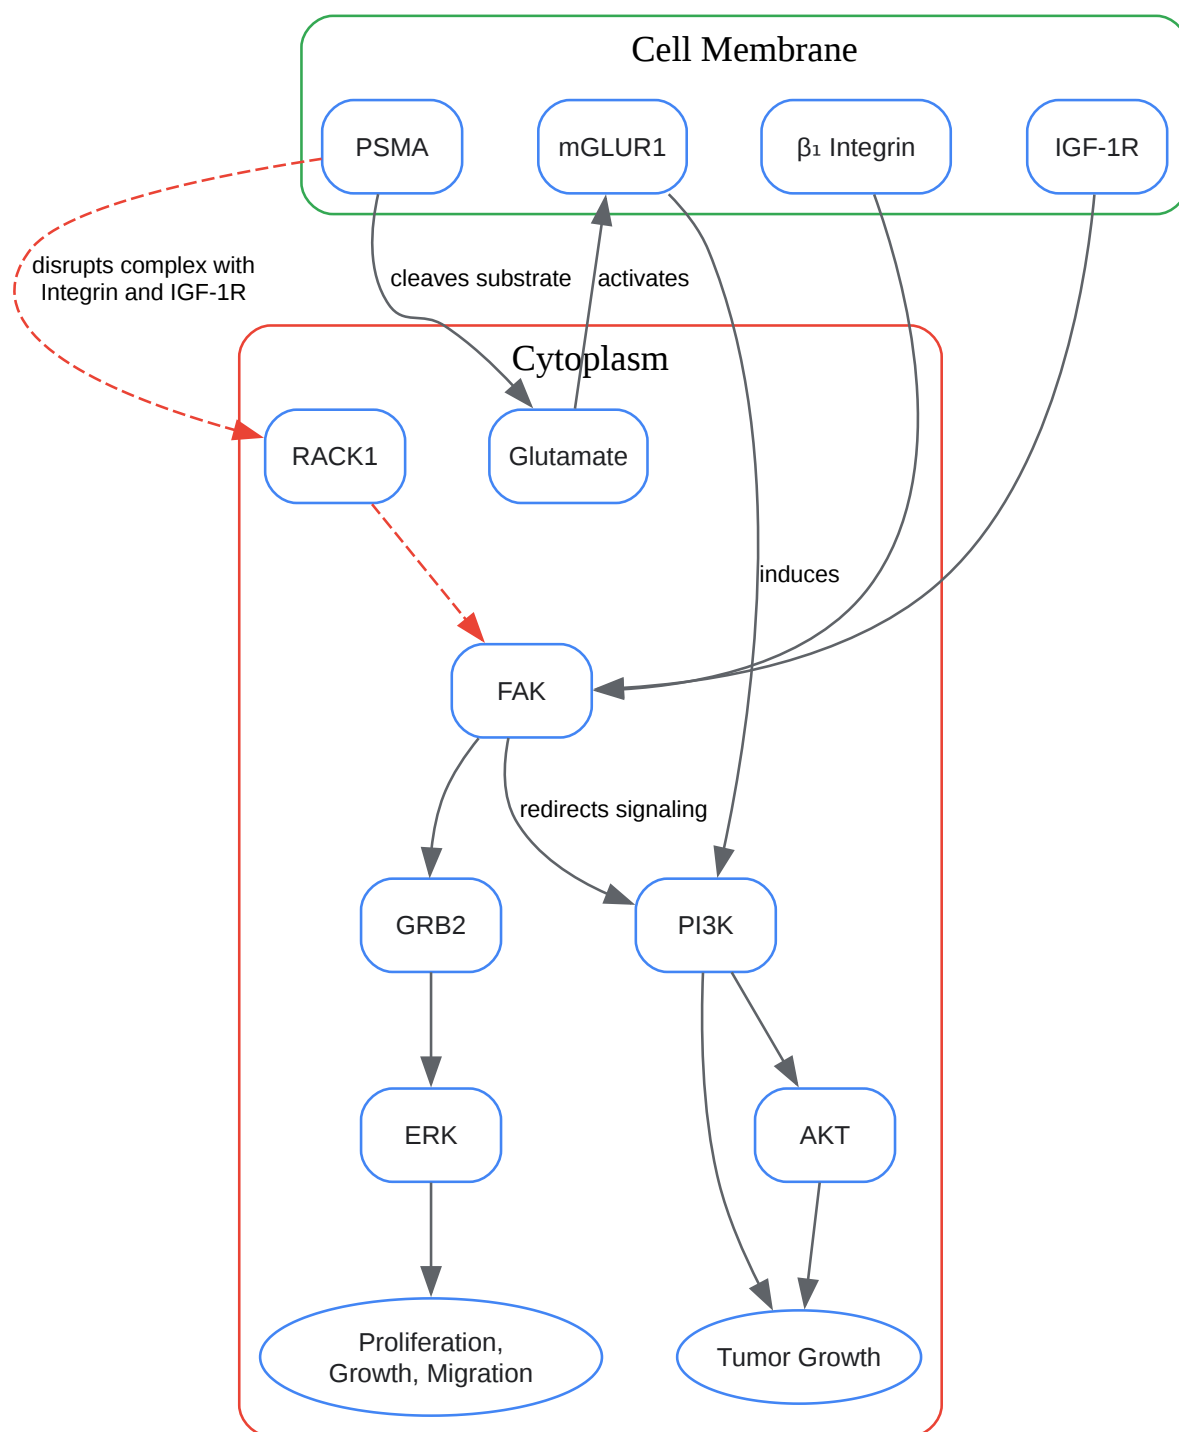 Cell Membrane
PSMA
mGLUR1
β₁ Integrin
IGF-1R
disrupts complex with
Integrin and IGF-1R
cleaves substrate
activates
Cytoplasm
RACK1
Glutamate
induces
FAK
redirects signaling
GRB2
PI3K
ERK
AKT
Proliferation,
Growth, Migration
Tumor Growth